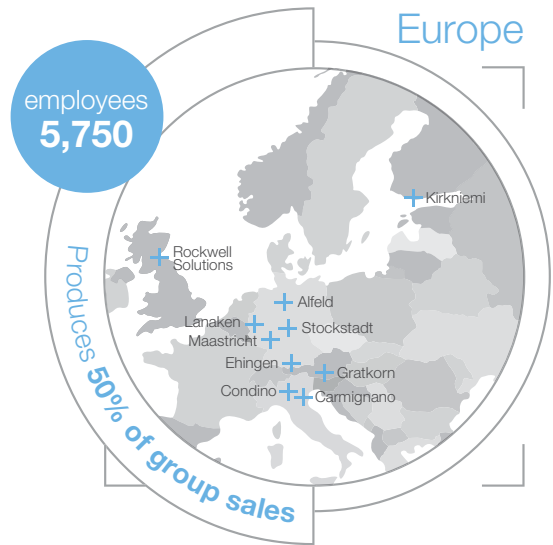 Europe
employees
5,750
Kirkniemi
Rockwell
Solutions
Alfeld
Lanaken
Stockstadt
Maastricht
Ehingen
Gratkorn
Condino
Carmignano
Produces 50% of group sales